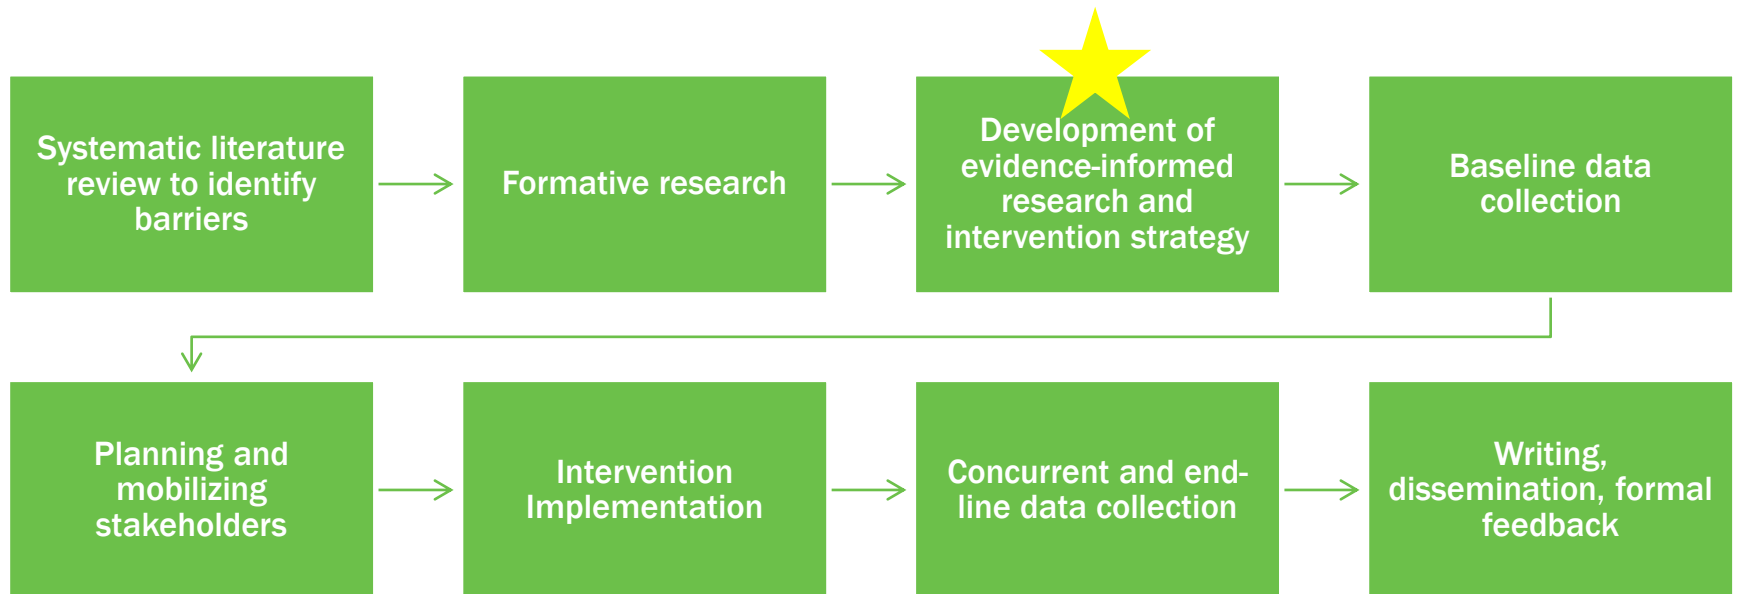 Systematic literature
review to identify
barriers
Formative research
Development of
evidence-informed
research and
intervention strategy
Baseline data
collection
Planning and
mobilizing
stakeholders
Intervention
Implementation
Concurrent and end-
line data collection
Writing,
dissemination, formal
feedback